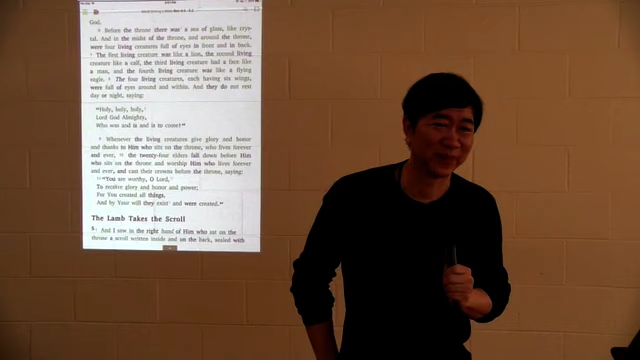 God.
6 Before the throne there was a sea of glass, like crys-
tal. And in the midst of the throne, and around the throne,
were four living creatures full of eyes in front and in back.
7 The first living creature was like a lion, the second living
creature like a calf, the third living creature had a face like
a man, and the fourth living creature was like a flying
eagle. 8 The four living creatures, each having six wings,
were full of eyes around and within. And they do not rest
day or night, saying:
"Holy, holy, holy,
Lord God Almighty,
Who was and is and is to come!"
9 Whenever the living creatures give glory and honor
and thanks to Him who sits on the throne, who lives forever
and ever, 10 the twenty-four elders fall down before Him
who sits on the throne and worship Him who lives forever
and ever, and cast their crowns before the throne, saying:
"You are worthy, O Lord,
To receive glory and honor and power;
For You created all things,
And by Your will they exist and were created."
The Lamb Takes the Scroll
5 And I saw in the right hand of Him who sat on the
throne a scroll written inside and on the back, sealed with